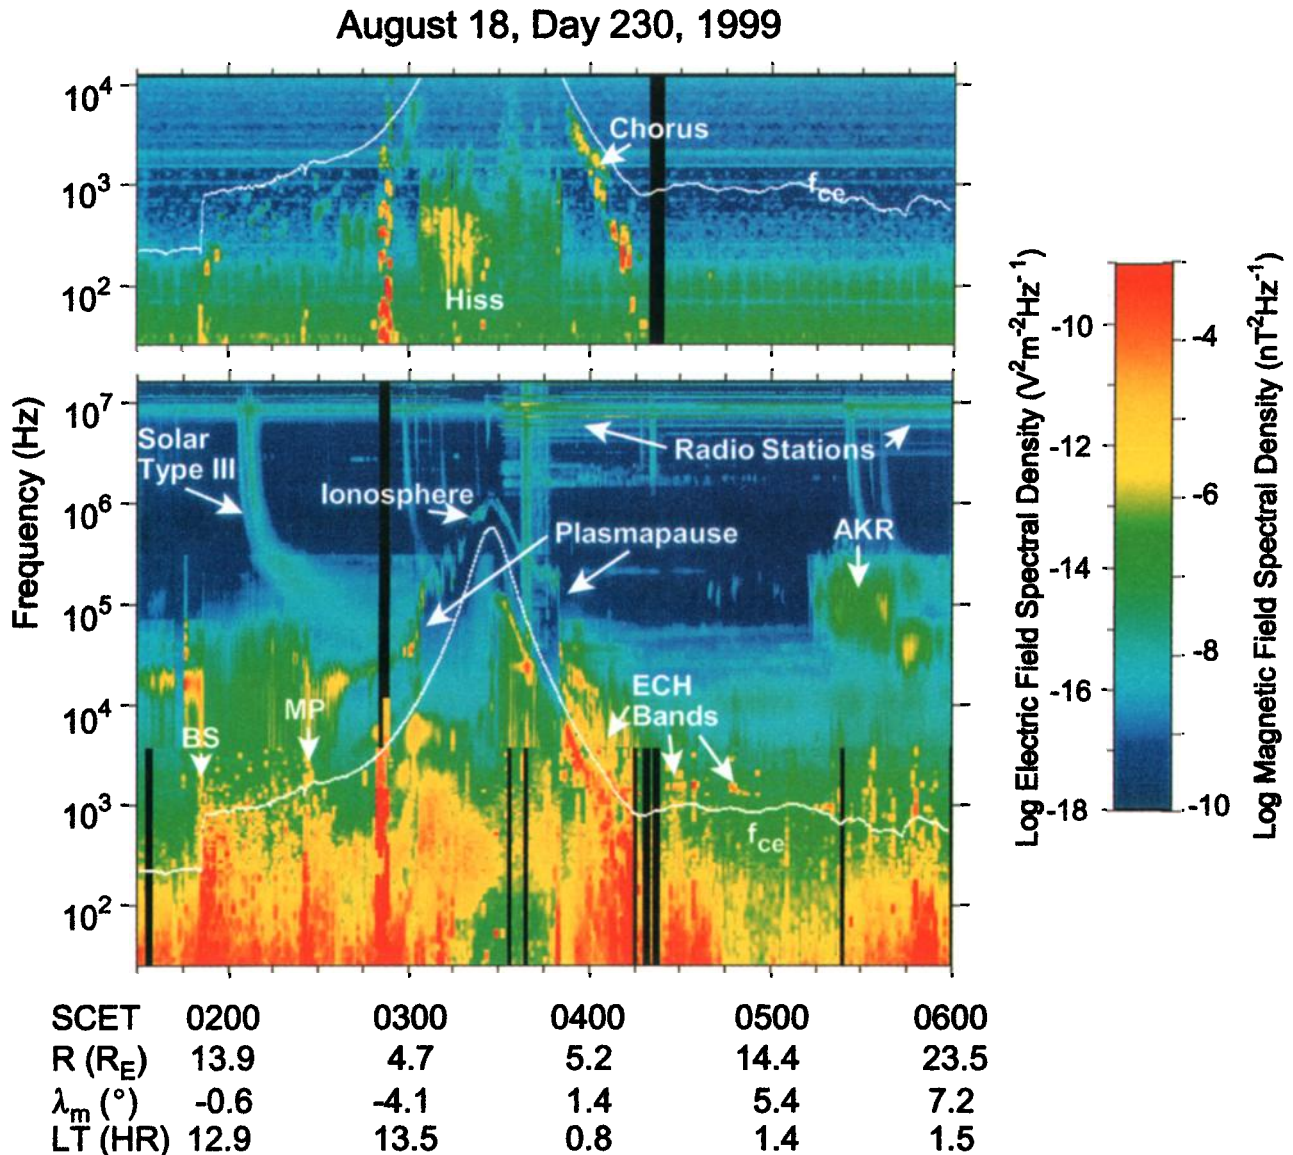 August 18, Day 230, 1999
10^4
10^3
10^2
Chorus
f_ce
Hiss
Frequency (Hz)
10^7
10^6
10^5
10^4
10^3
10^2
Solar
Type III
Ionosphere
Radio Stations
Plasmapause
AKR
ECH
Bands
MP
BS
f_ce
SCET 0200 0300 0400 0500 0600
R (R_E) 13.9 4.7 5.2 14.4 23.5
λ_m (°) -0.6 -4.1 1.4 5.4 7.2
LT (HR) 12.9 13.5 0.8 1.4 1.5
Log Electric Field Spectral Density (V^2m^-2Hz^-1)
-10
-12
-14
-16
-18
-4
-6
-8
-10
Log Magnetic Field Spectral Density (nT^2Hz^-1)